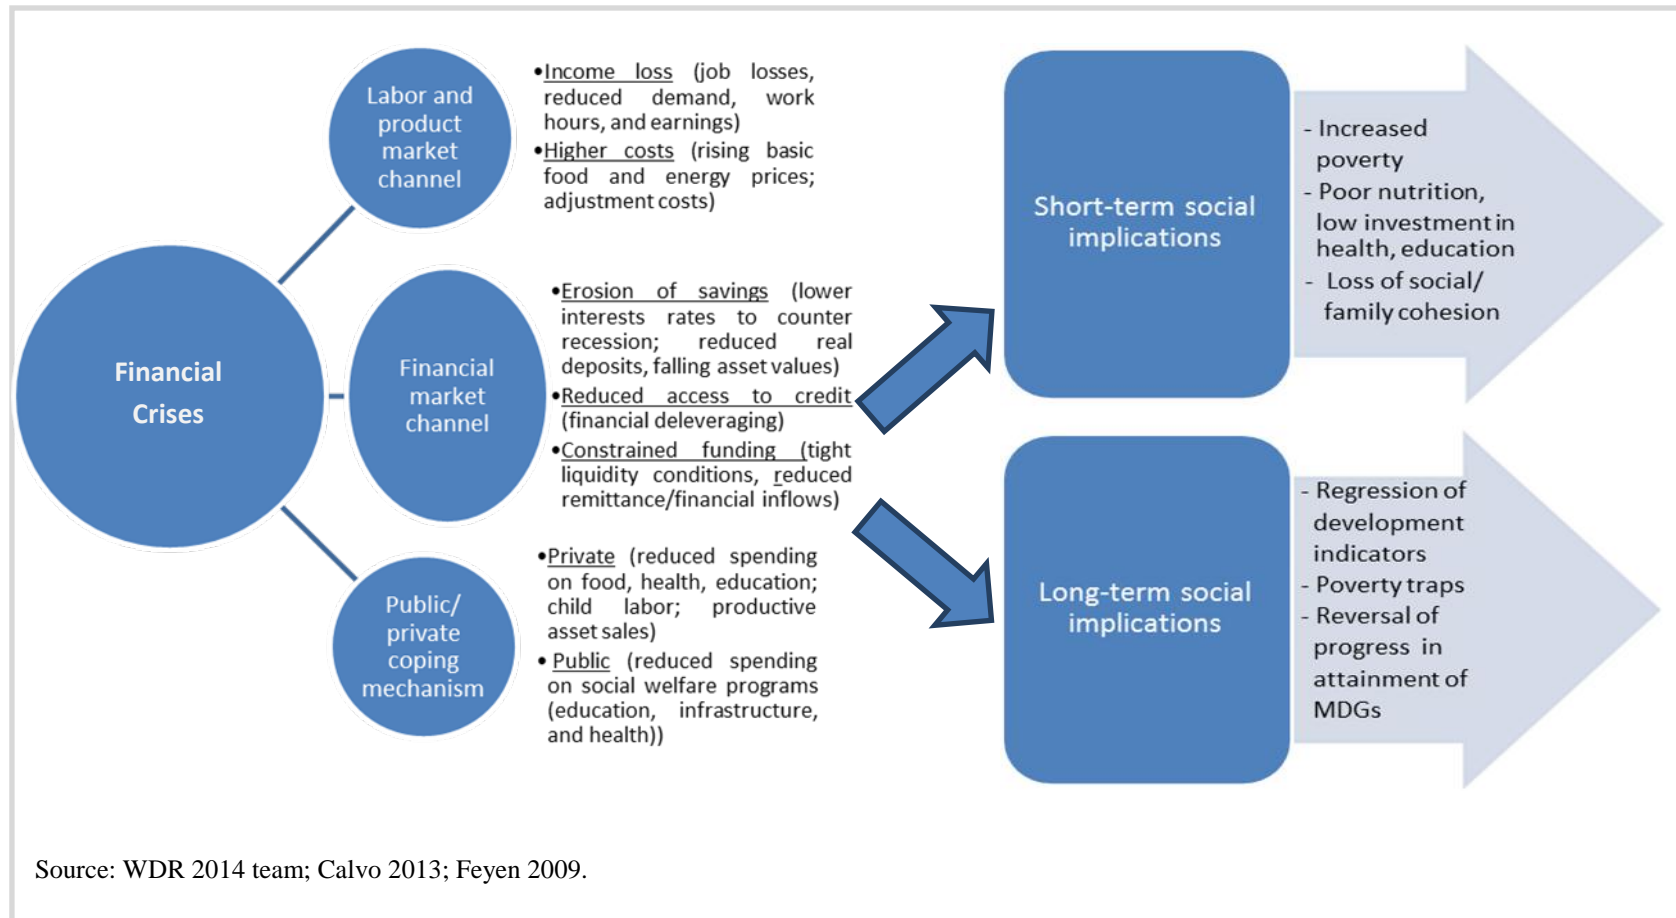 Financial
Crises
Labor and
product
market
channel
•Income loss (job losses,
reduced demand, work
hours, and earnings)
•Higher costs (rising basic
food and energy prices;
adjustment costs)
Financial
market
channel
•Erosion of savings (lower
interests rates to counter
recession; reduced real
deposits, falling asset values)
•Reduced access to credit
(financial deleveraging)
•Constrained funding (tight
liquidity conditions, reduced
remittance/financial inflows)
Public/
private
coping
mechanism
•Private (reduced spending
on food, health, education;
child labor; productive
asset sales)
• Public (reduced spending
on social welfare programs
(education, infrastructure,
and health))
Short-term social
implications
- Increased
poverty
- Poor nutrition,
low investment in
health, education
- Loss of social/
family cohesion
Long-term social
implications
- Regression of
development
indicators
- Poverty traps
- Reversal of
progress in
attainment of
MDGs
Source: WDR 2014 team; Calvo 2013; Feyen 2009.